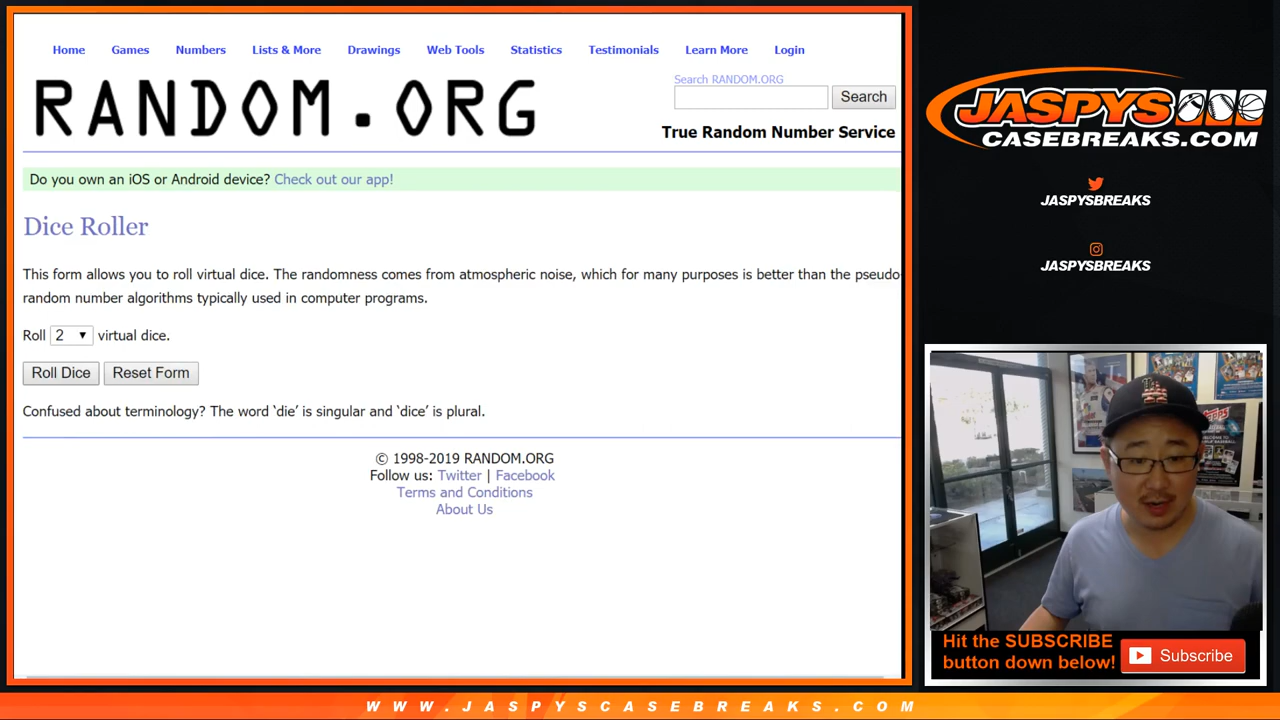 Home Games Numbers Lists & More Drawings Web Tools Statistics Testimonials Learn More Login
RANDOM.ORG
Search RANDOM.ORG
Search
True Random Number Service
Do you own an iOS or Android device? Check out our app!
Dice Roller
This form allows you to roll virtual dice. The randomness comes from atmospheric noise, which for many purposes is better than the pseudo-
random number algorithms typically used in computer programs.
Roll 2 virtual dice.
Roll Dice Reset Form
Confused about terminology? The word ‘die’ is singular and ‘dice’ is plural.
© 1998-2019 RANDOM.ORG
Follow us: Twitter | Facebook
Terms and Conditions
About Us
JASPYS
CASEBREAKS.COM
JASPYSBREAKS
JASPYSBREAKS
topps
Hit the SUBSCRIBE
button down below!
Subscribe
WWW.JASPYSCASEBREAKS.COM